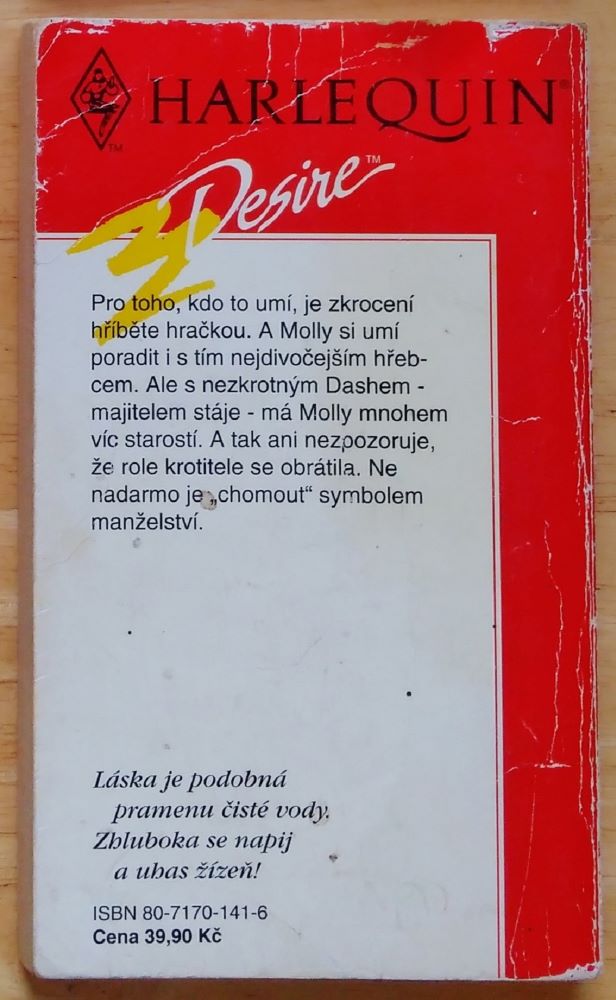 HARLEQUIN®
TM
Desire™
Pro toho, kdo to umí, je zkrocení
hříběte hračkou. A Molly si umí
poradit i s tím nejdivočejším hřeb-
cem. Ale s nezkrotným Dashem -
majitelem stáje - má Molly mnohem
víc starostí. A tak ani nezpozoruje,
že role krotitele se obrátila. Ne
nadarmo je „chomout“ symbolem
manželství.
Láska je podobná
pramenu čisté vody.
Zhluboka se napij
a uhas žízeň!
ISBN 80-7170-141-6
Cena 39,90 Kč